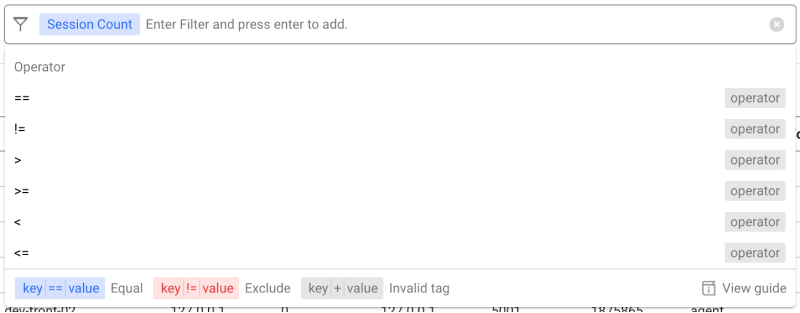 Session Count Enter Filter and press enter to add.
Operator
== operator
!= operator
> operator
>= operator
< operator
<= operator
key == value Equal key != value Exclude key + value Invalid tag View guide
dev-front-02 127.0.0.1 0 127.0.0.1 5001 1875865 agent